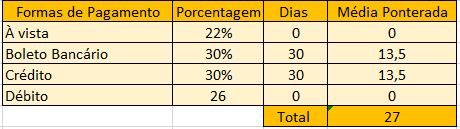 Formas de Pagamento Porcentagem Dias Média Ponterada
À vista 22% 0 0
Boleto Bancário 30% 30 13,5
Crédito 30% 30 13,5
Débito 26 0 0
Total 27